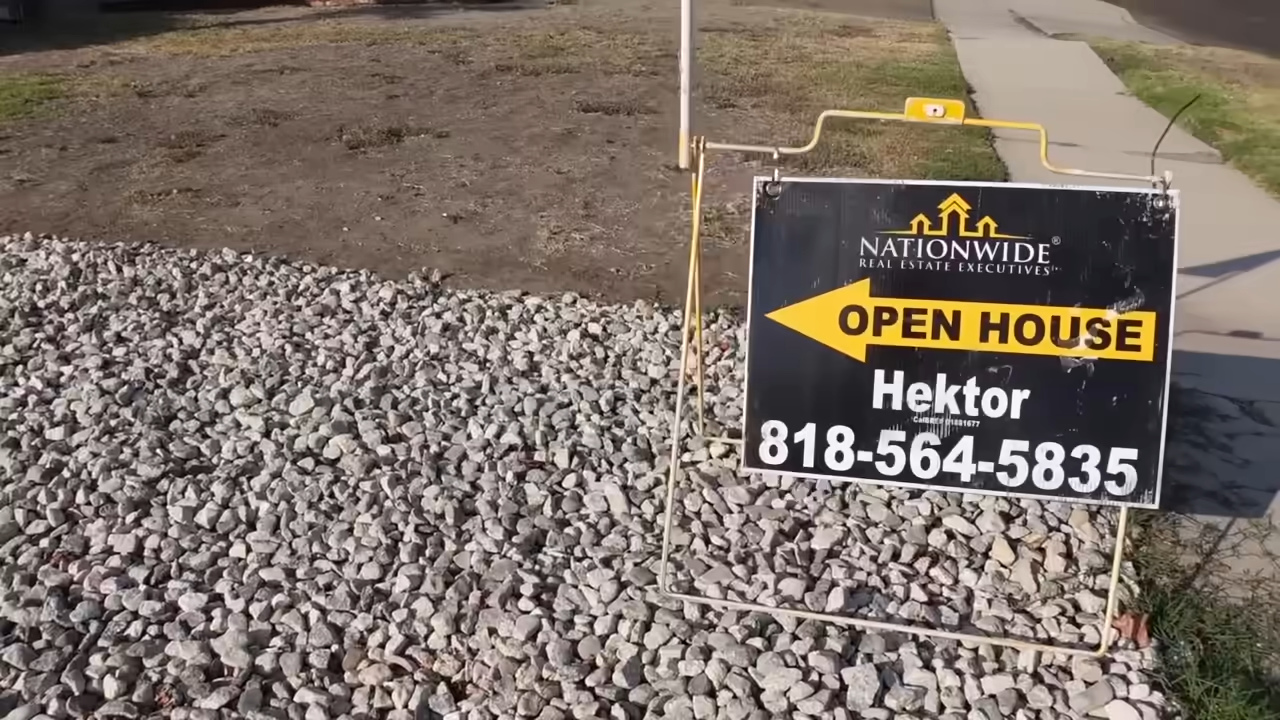 NATIONWIDE®
REAL ESTATE EXECUTIVES
OPEN HOUSE
Hektor
818-564-5835